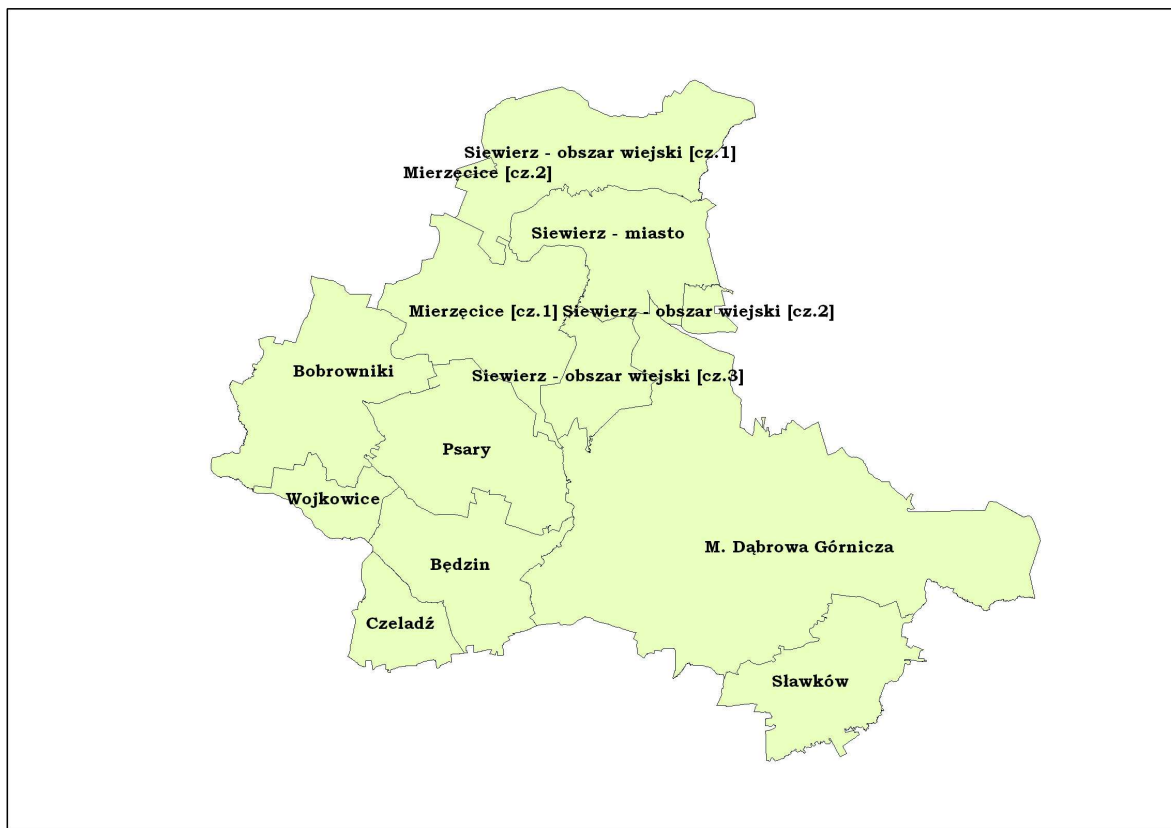 Siewierz - obszar wiejski [cz.1]
Mierzęcice [cz.2]
Siewierz - miasto
Mierzęcice [cz.1]
Siewierz - obszar wiejski [cz.2]
Bobrowniki
Siewierz - obszar wiejski [cz.3]
Psary
Wojkowice
M. Dąbrowa Górnicza
Będzin
Czeladź
Sławków